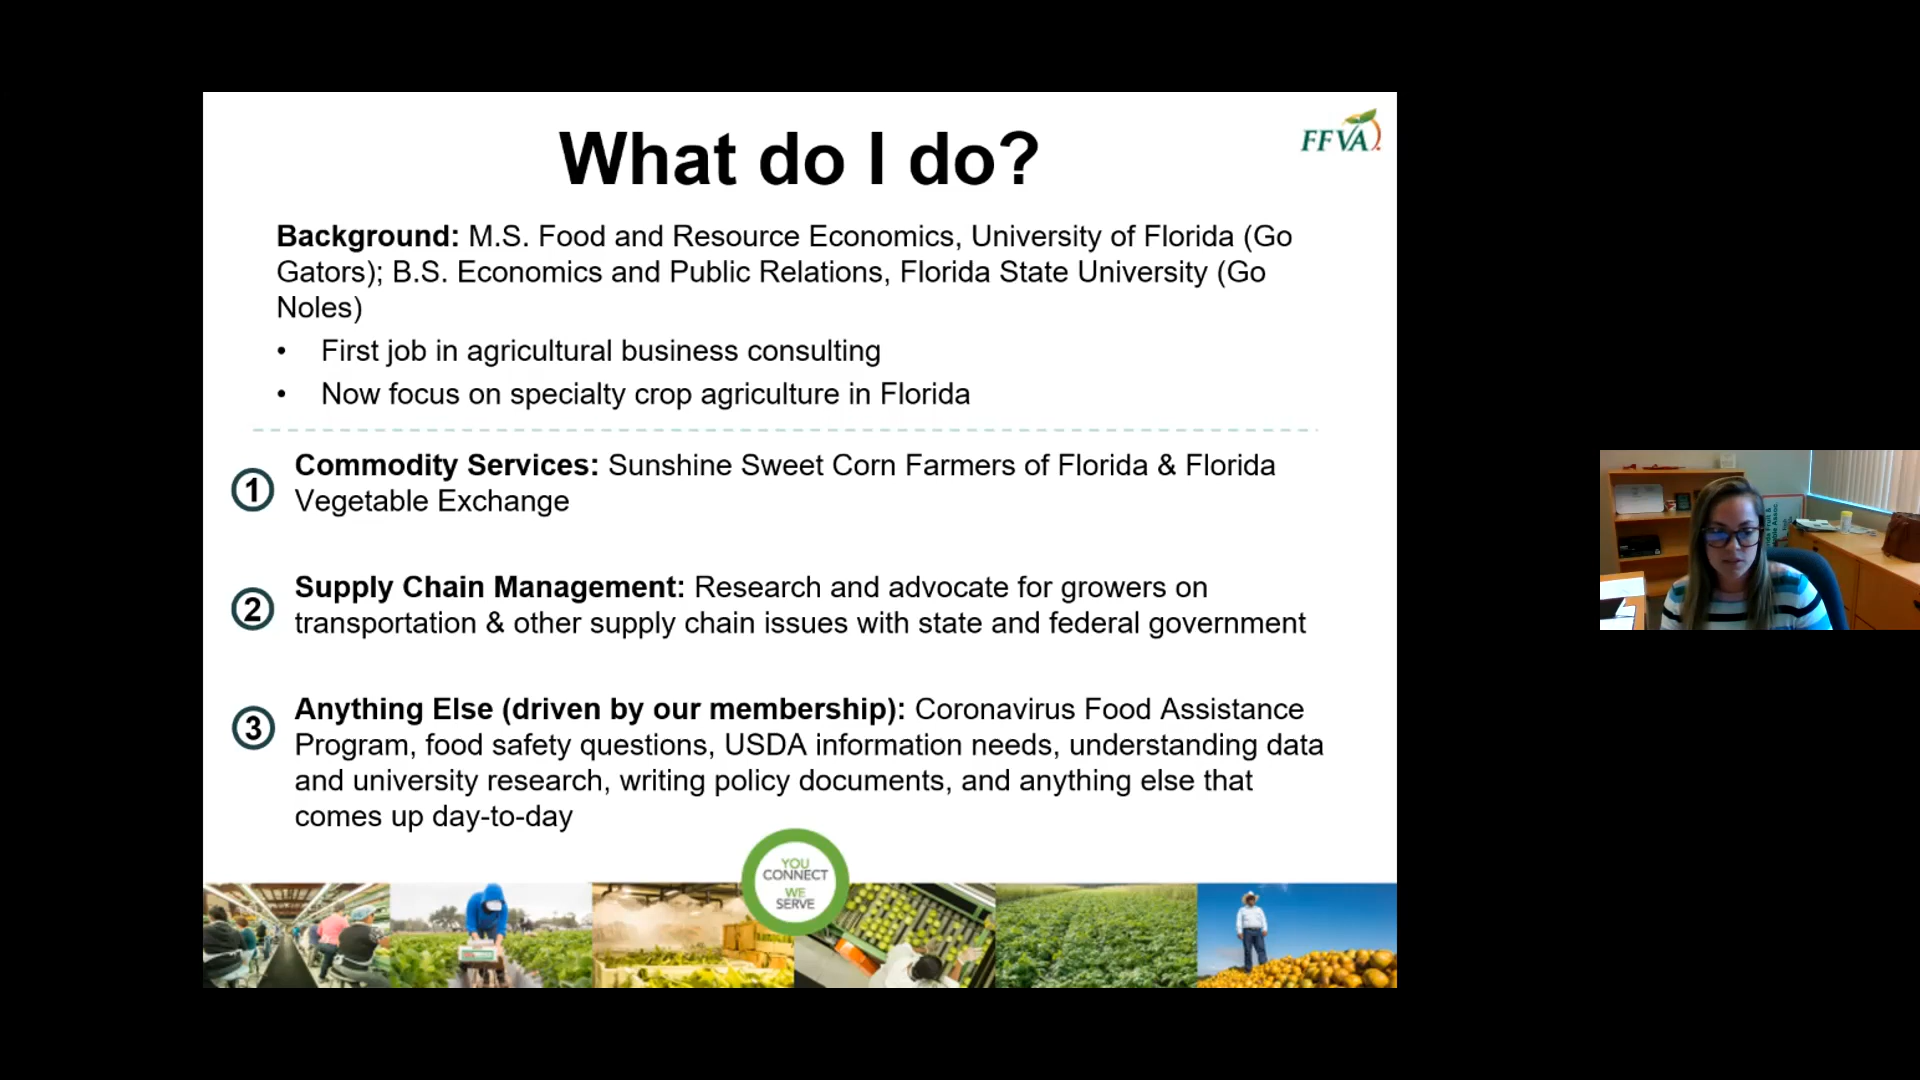 What do I do?
FFVA
Background: M.S. Food and Resource Economics, University of Florida (Go
Gators); B.S. Economics and Public Relations, Florida State University (Go
Noles)
• First job in agricultural business consulting
• Now focus on specialty crop agriculture in Florida
1
Commodity Services: Sunshine Sweet Corn Farmers of Florida & Florida
Vegetable Exchange
2
Supply Chain Management: Research and advocate for growers on
transportation & other supply chain issues with state and federal government
3
Anything Else (driven by our membership): Coronavirus Food Assistance
Program, food safety questions, USDA information needs, understanding data
and university research, writing policy documents, and anything else that
comes up day-to-day
YOU
CONNECT
WE
SERVE